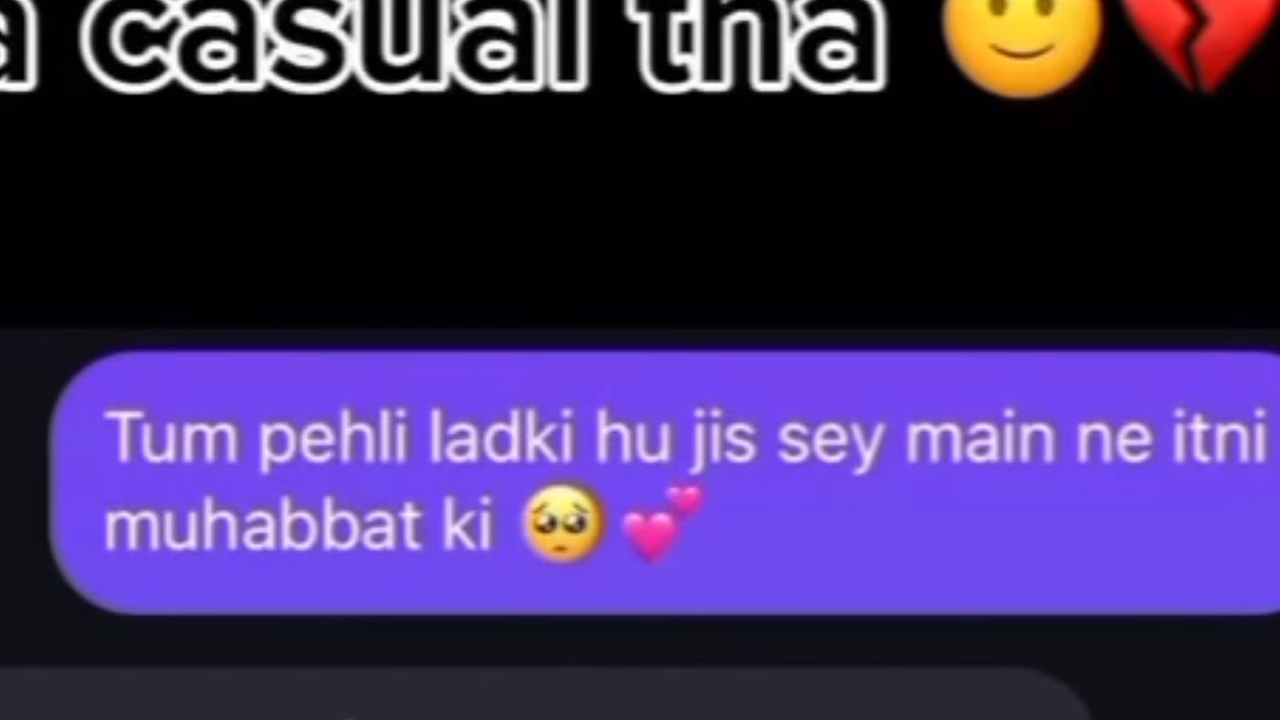 a casual tha 🙂💔
Tum pehli ladki hu jis sey main ne itni
muhabbat ki 🥺💕